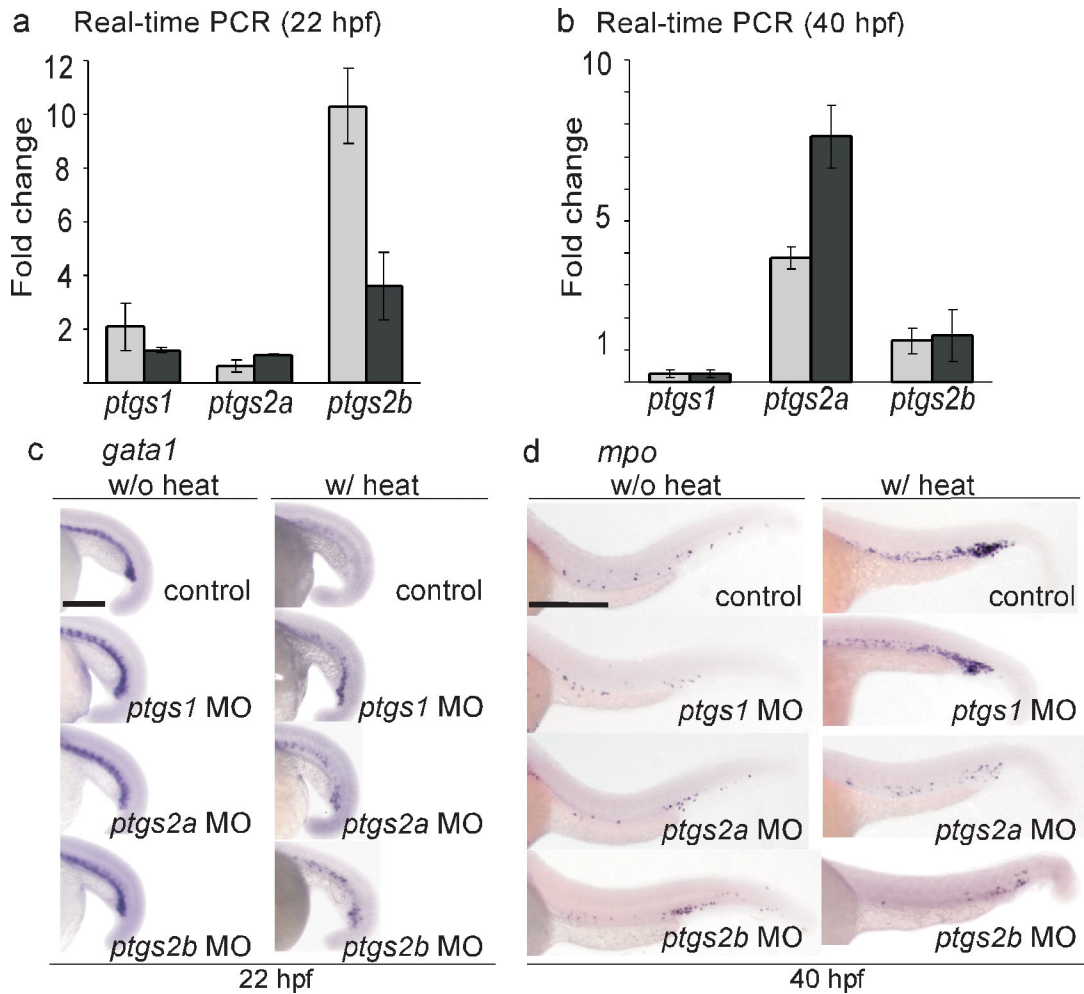 a Real-time PCR (22 hpf)
12
10
8
6
4
2
Fold change
ptgs1 ptgs2a ptgs2b
b Real-time PCR (40 hpf)
10
5
1
Fold change
ptgs1 ptgs2a ptgs2b
c gata1
w/o heat w/ heat
control control
ptgs1 MO ptgs1 MO
ptgs2a MO ptgs2a MO
ptgs2b MO ptgs2b MO
22 hpf
d mpo
w/o heat w/ heat
control control
ptgs1 MO ptgs1 MO
ptgs2a MO ptgs2a MO
ptgs2b MO ptgs2b MO
40 hpf